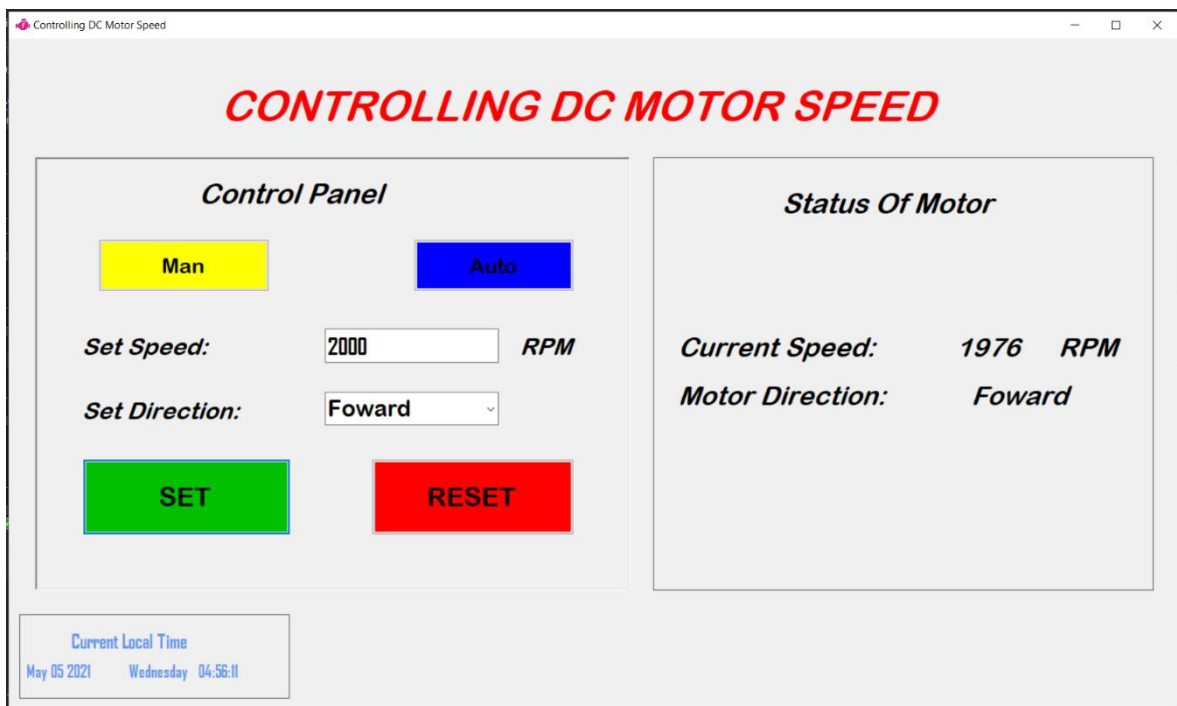 Controlling DC Motor Speed
CONTROLLING DC MOTOR SPEED
Control Panel
Man
Auto
Set Speed: 2000 RPM
Set Direction: Foward
SET
RESET
Status Of Motor
Current Speed: 1976 RPM
Motor Direction: Foward
Current Local Time
May 05 2021 Wednesday 04:56:11